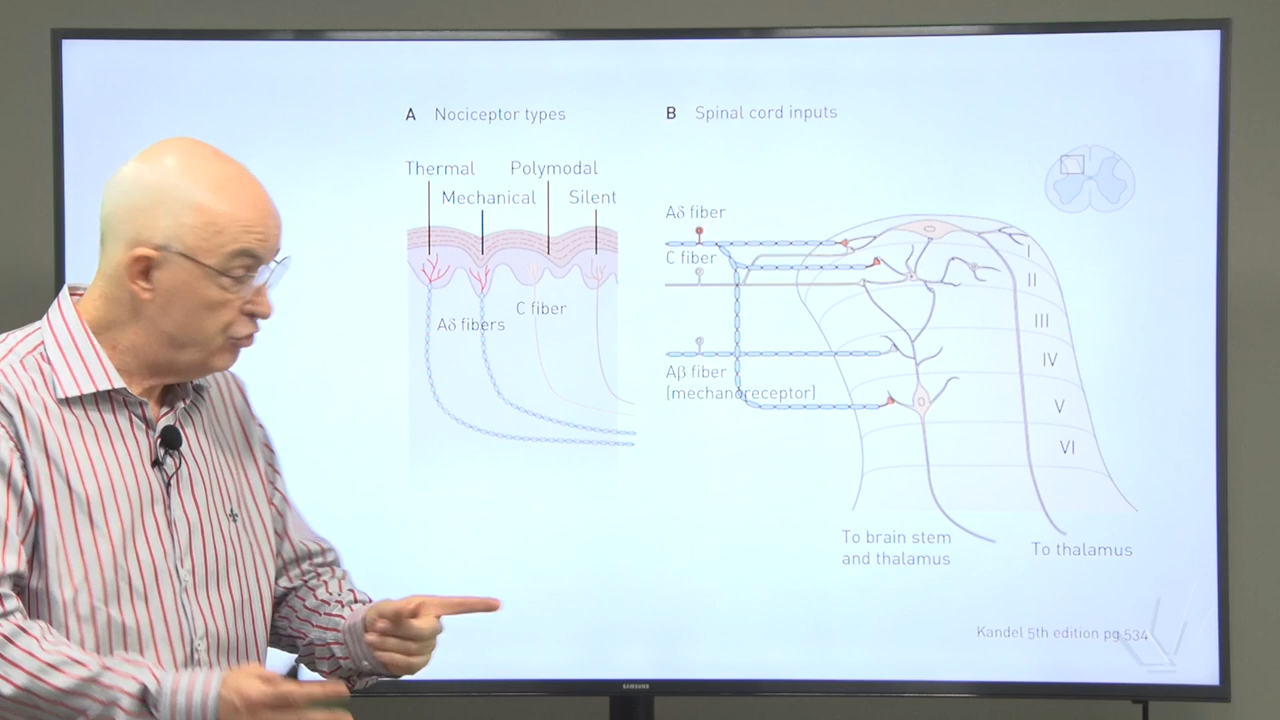 A Nociceptor types
Thermal
Polymodal
Mechanical
Silent
Aδ fibers
C fiber
B Spinal cord inputs
Aδ fiber
C fiber
Aβ fiber
(mechanoreceptor)
I
II
III
IV
V
VI
To brain stem
and thalamus
To thalamus
Kandel 5th edition pg 534
SAMSUNG